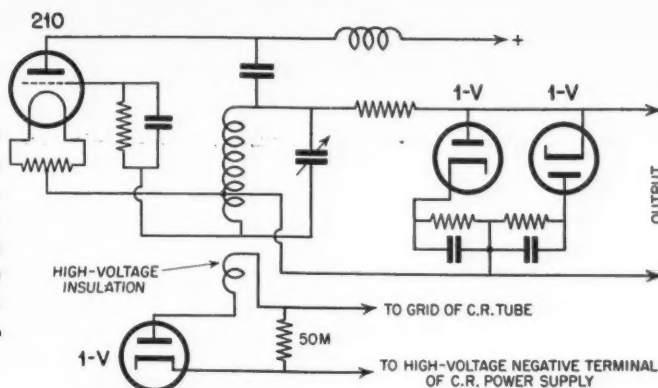 210
+
1-V
1-V
OUTPUT
HIGH-VOLTAGE
INSULATION
TO GRID OF C.R. TUBE
50M
1-V
TO HIGH-VOLTAGE NEGATIVE TERMINAL
OF C.R. POWER SUPPLY